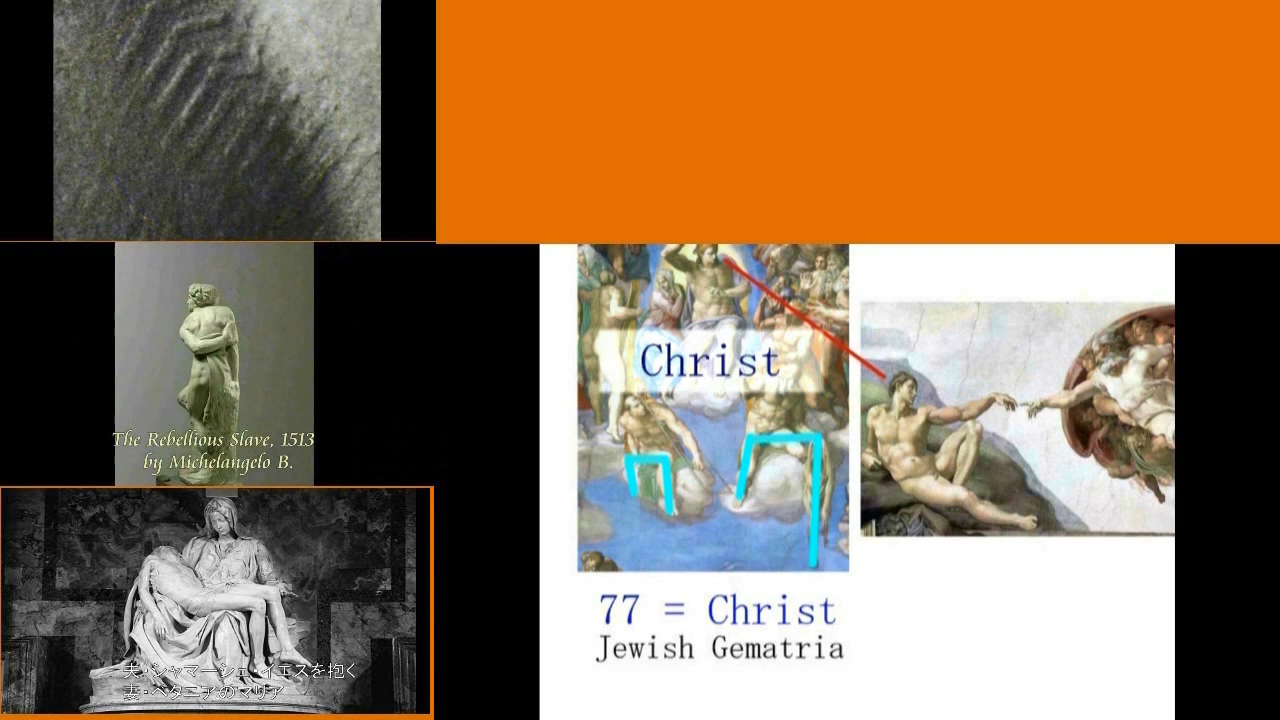 The Rebellious Slave, 1513
by Michelangelo B.
夫・シャマーシュ・イエスを抱く
妻・ベタニアのマリア
Christ
77 = Christ
Jewish Gematria